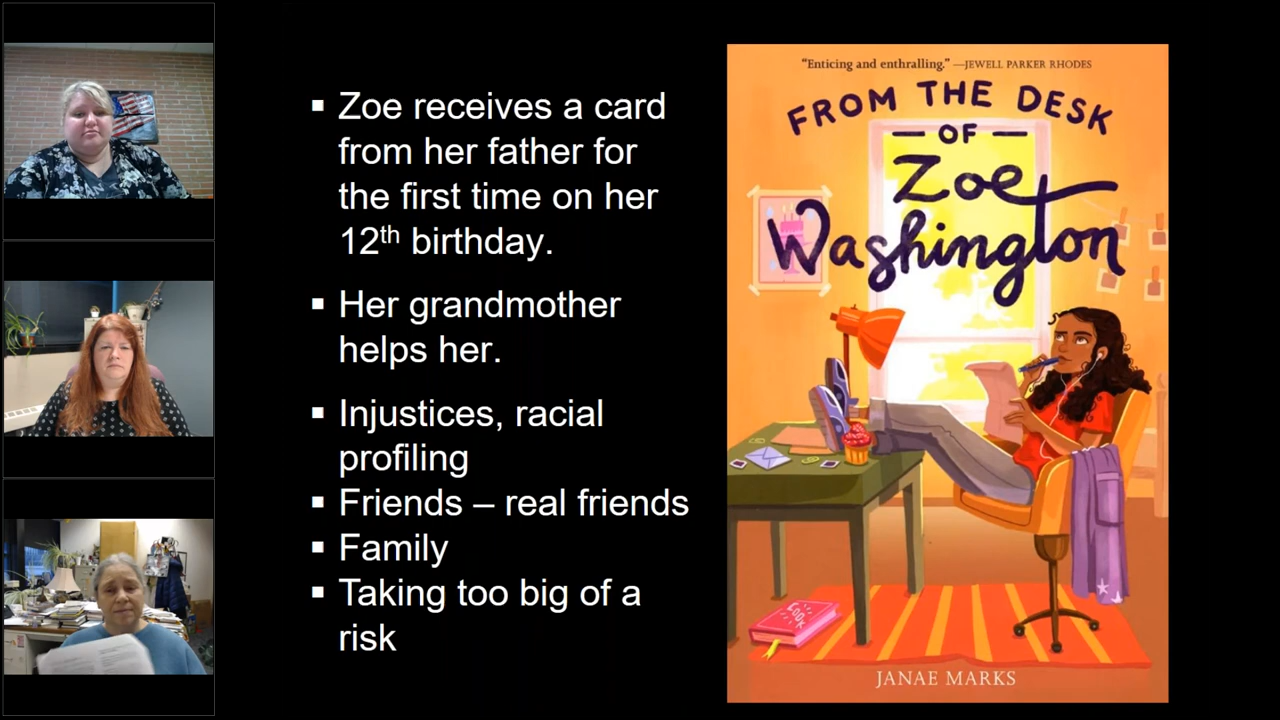 ▪ Zoe receives a card
from her father for
the first time on her
12th birthday.
▪ Her grandmother
helps her.
▪ Injustices, racial
profiling
▪ Friends – real friends
▪ Family
▪ Taking too big of a
risk
“Enticing and enthralling.” —JEWELL PARKER RHODES
FROM THE DESK
— OF —
Zoe
Washington
COOK
JANAE MARKS